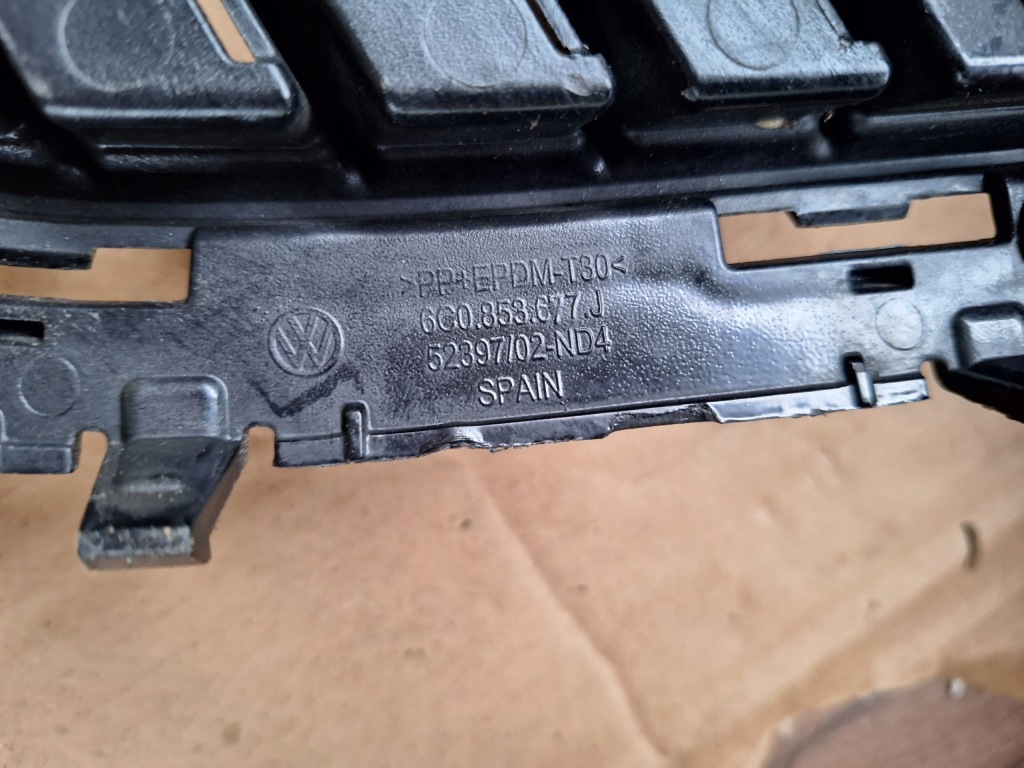 >PP+EPDM-T30<
6C0.853.677.J
52397/02-ND4
SPAIN